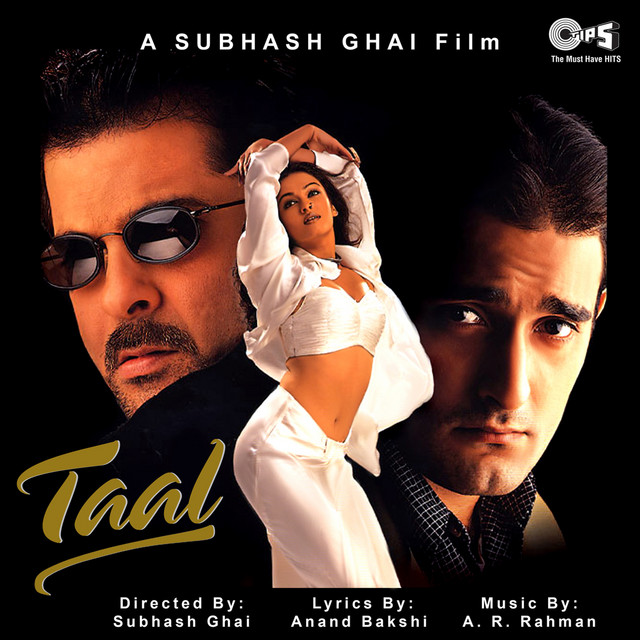 A SUBHASH GHAI Film
TIPS
The Must Have HITS
Taal
Directed By:
Subhash Ghai
Lyrics By:
Anand Bakshi
Music By:
A. R. Rahman